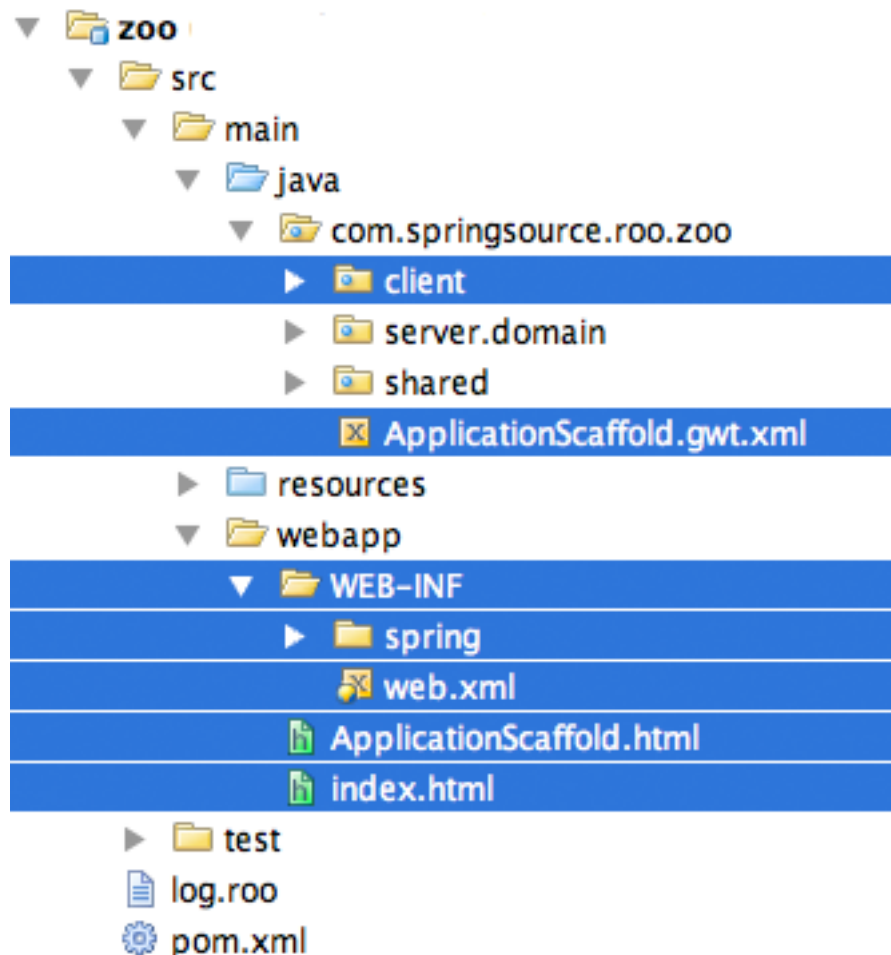 zoo
src
main
java
com.springsource.roo.zoo
client
server.domain
shared
ApplicationScaffold.gwt.xml
resources
webapp
WEB-INF
spring
web.xml
ApplicationScaffold.html
index.html
test
log.roo
pom.xml